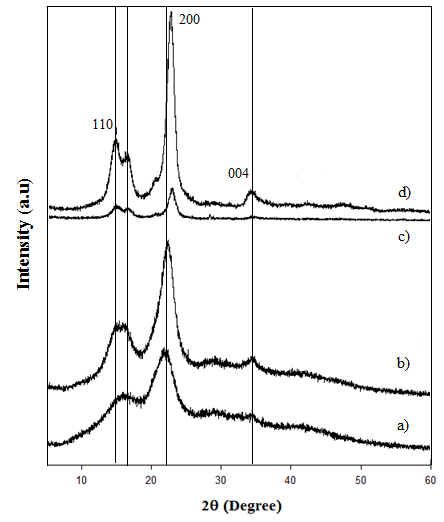 200
110
004
d)
c)
b)
a)
Intensity (a.u)
10 20 30 40 50 60
2θ (Degree)